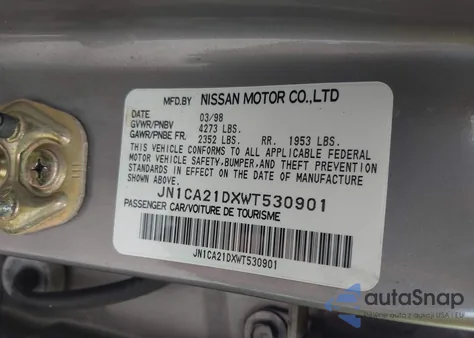 MFD.BY NISSAN MOTOR CO.,LTD
DATE 03/98
GVWR/PNBV 4273 LBS.
GAWR/PNBE FR. 2352 LBS. RR. 1953 LBS.
THIS VEHICLE CONFORMS TO ALL APPLICABLE FEDERAL
MOTOR VEHICLE SAFETY,BUMPER,AND THEFT PREVENTION
STANDARDS IN EFFECT ON THE DATE OF MANUFACTURE
SHOWN ABOVE.
JN1CA21DXWT530901
PASSENGER CAR/VOITURE DE TOURISME
JN1CA21DXWT530901
autoSnap
USA i EU